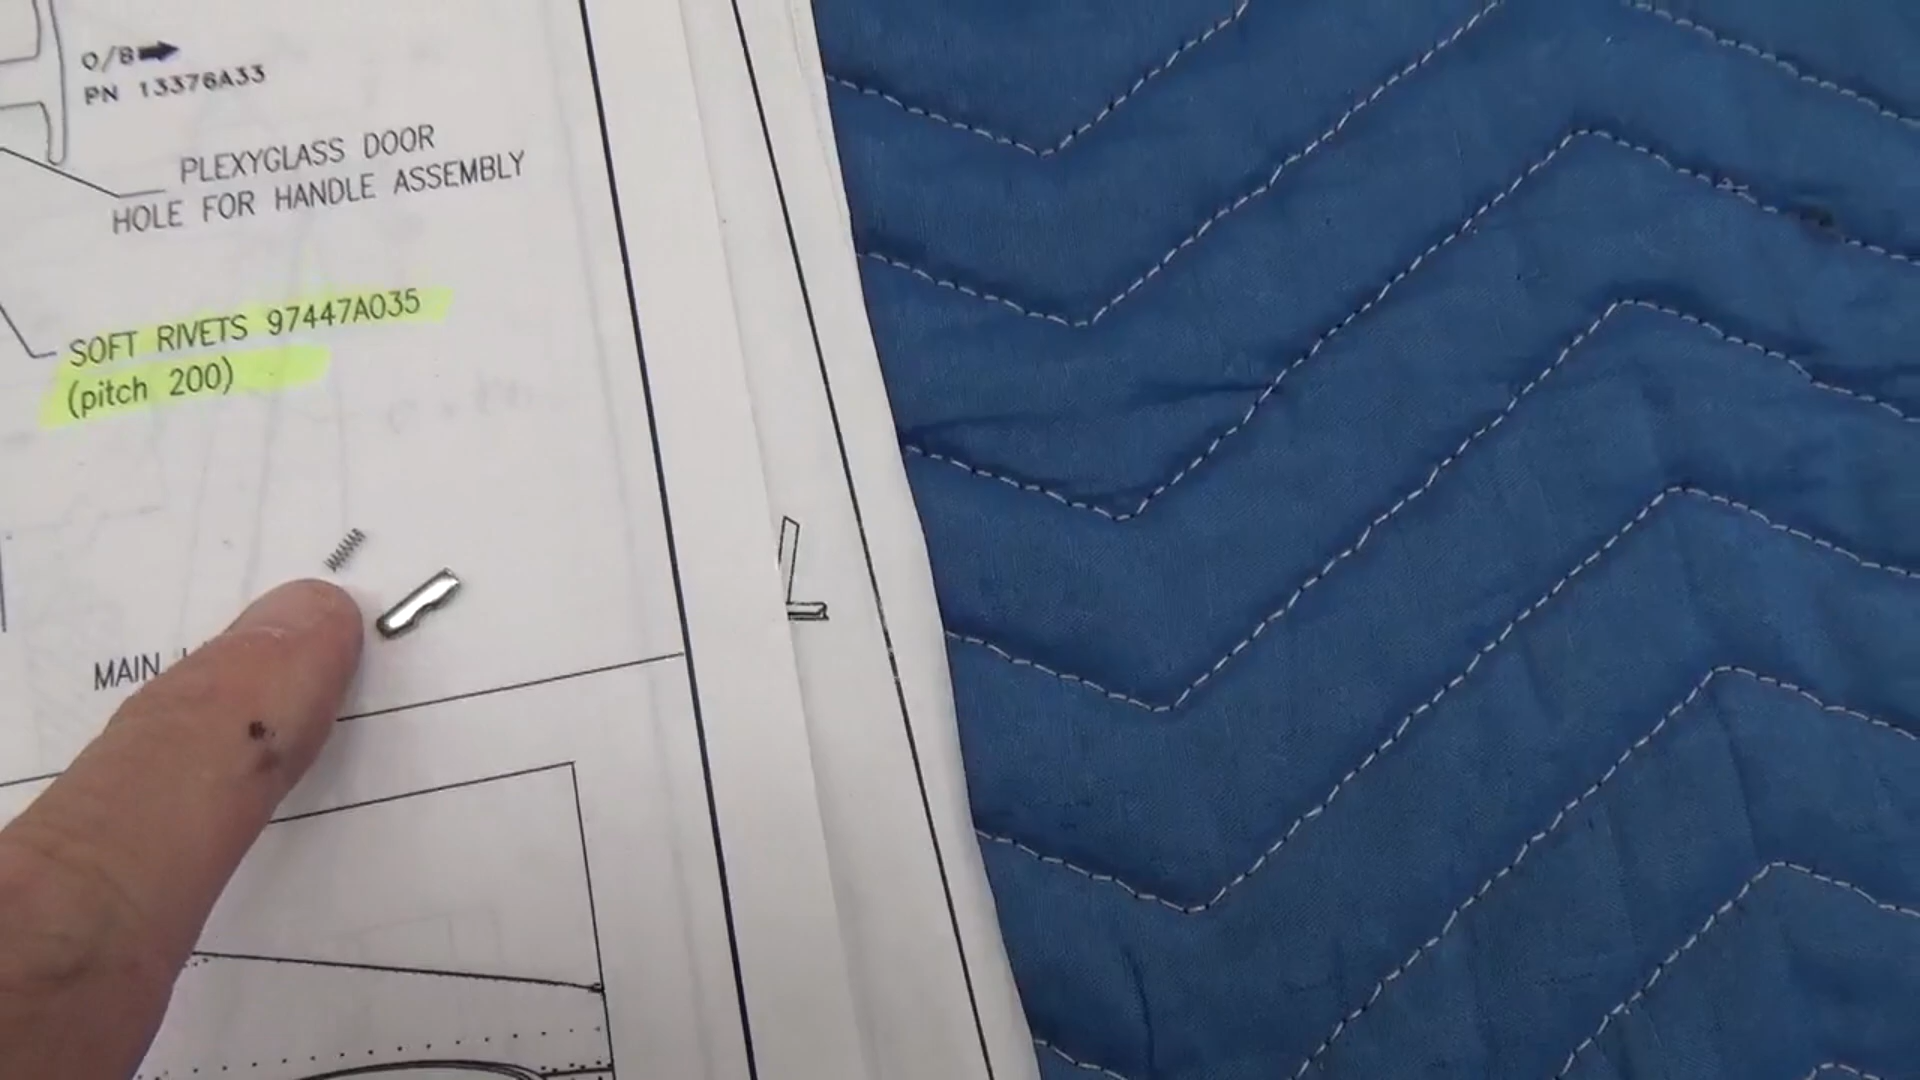 O/B
PN 13376A33
PLEXYGLASS DOOR
HOLE FOR HANDLE ASSEMBLY
SOFT RIVETS 97447A035
(pitch 200)
MAIN